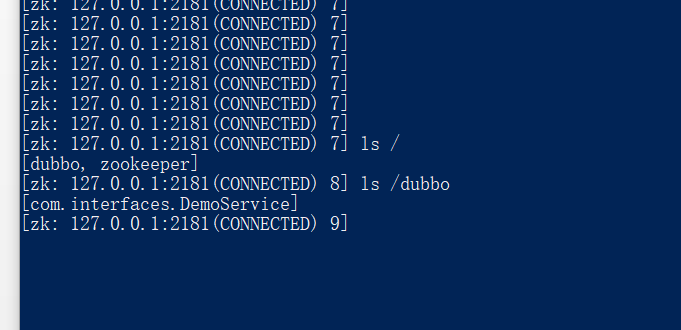 [zk: 127.0.0.1:2181(CONNECTED) 7]
[zk: 127.0.0.1:2181(CONNECTED) 7]
[zk: 127.0.0.1:2181(CONNECTED) 7]
[zk: 127.0.0.1:2181(CONNECTED) 7]
[zk: 127.0.0.1:2181(CONNECTED) 7]
[zk: 127.0.0.1:2181(CONNECTED) 7]
[zk: 127.0.0.1:2181(CONNECTED) 7]
[zk: 127.0.0.1:2181(CONNECTED) 7] ls /
[dubbo, zookeeper]
[zk: 127.0.0.1:2181(CONNECTED) 8] ls /dubbo
[com.interfaces.DemoService]
[zk: 127.0.0.1:2181(CONNECTED) 9]